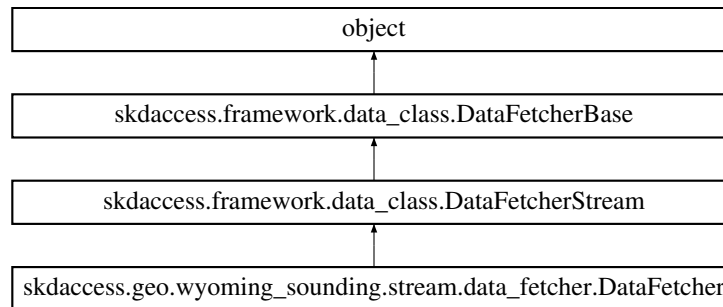 object
skdaccess.framework.data_class.DataFetcherBase
skdaccess.framework.data_class.DataFetcherStream
skdaccess.geo.wyoming_sounding.stream.data_fetcher.DataFetcher